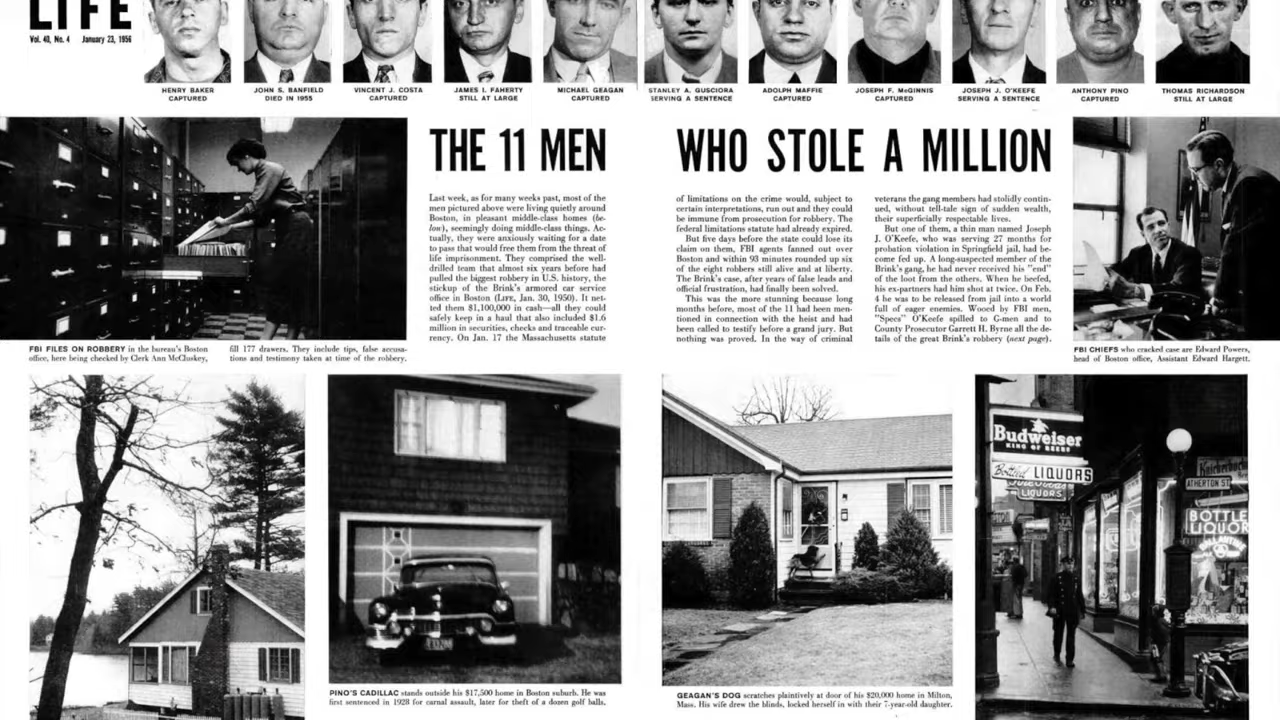 LIFE
Vol. 40, No. 4 January 23, 1956
HENRY BAKER
CAPTURED
JOHN S. BANFIELD
DIED IN 1955
VINCENT J. COSTA
CAPTURED
JAMES I. FAHERTY
STILL AT LARGE
MICHAEL GEAGAN
CAPTURED
STANLEY A. GUSCIORA
SERVING A SENTENCE
ADOLPH MAFFIE
CAPTURED
JOSEPH F. McGINNIS
CAPTURED
JOSEPH J. O'KEEFE
SERVING A SENTENCE
ANTHONY PINO
CAPTURED
THOMAS RICHARDSON
STILL AT LARGE
THE 11 MEN WHO STOLE A MILLION
Last week, as for many weeks past, most of the
men pictured above were living quietly around
Boston, in pleasant middle-class homes (be-
low), seemingly doing middle-class things. Ac-
tually, they were anxiously waiting for a date
to pass that would free them from the threat of
life imprisonment. They comprised the well-
drilled team that almost six years before had
pulled the biggest robbery in U.S. history, the
stickup of the Brink's armored car service
office in Boston (LIFE, Jan. 30, 1950). It net-
ted them $1,100,000 in cash—all they could
safely keep in a haul that also included $1.6
million in securities, checks and traceable cur-
rency. On Jan. 17 the Massachusetts statute
of limitations on the crime would, subject to
certain interpretations, run out and they could
be immune from prosecution for robbery. The
federal limitations statute had already expired.
But five days before the state could lose its
claim on them, FBI agents fanned out over
Boston and within 93 minutes rounded up six
of the eight robbers still alive and at liberty.
The Brink's case, after years of false leads and
official frustration, had finally been solved.
This was the more stunning because long
months before, most of the 11 had been men-
tioned in connection with the heist and had
been called to testify before a grand jury. But
nothing was proved. In the way of criminal
veterans the gang members had stolidly contin-
ued, without tell-tale sign of sudden wealth,
their superficially respectable lives.
But one of them, a thin man named Joseph
J. O'Keefe, who was serving 27 months for
probation violation in Springfield jail, had be-
come fed up. A long-suspected member of the
Brink's gang, he had never received his "end"
of the loot from the others. When he beefed,
his ex-partners had him shot at twice. On Feb.
4 he was to be released from jail into a world
full of eager enemies. Wooed by FBI men,
"Specs" O'Keefe spilled to G-men and to
County Prosecutor Garrett H. Byrne all the de-
tails of the great Brink's robbery (next page).
FBI FILES ON ROBBERY in the bureau's Boston
office, here being checked by Clerk Ann McCluskey,
fill 177 drawers. They include tips, false accusa-
tions and testimony taken at time of the robbery.
FBI CHIEFS who cracked case are Edward Powers,
head of Boston office, Assistant Edward Hargett.
PINO'S CADILLAC stands outside his $17,500 home in Boston suburb. He was
first sentenced in 1928 for carnal assault, later for theft of a dozen golf balls.
GEAGAN'S DOG scratches plaintively at door of his $20,000 home in Milton,
Mass. His wife drew the blinds, locked herself in with their 7-year-old daughter.
Budweiser
KING OF BEERS
Bottled LIQUORS
LIQUORS
ATHERTON ST
BOTTLE
LIQUOR